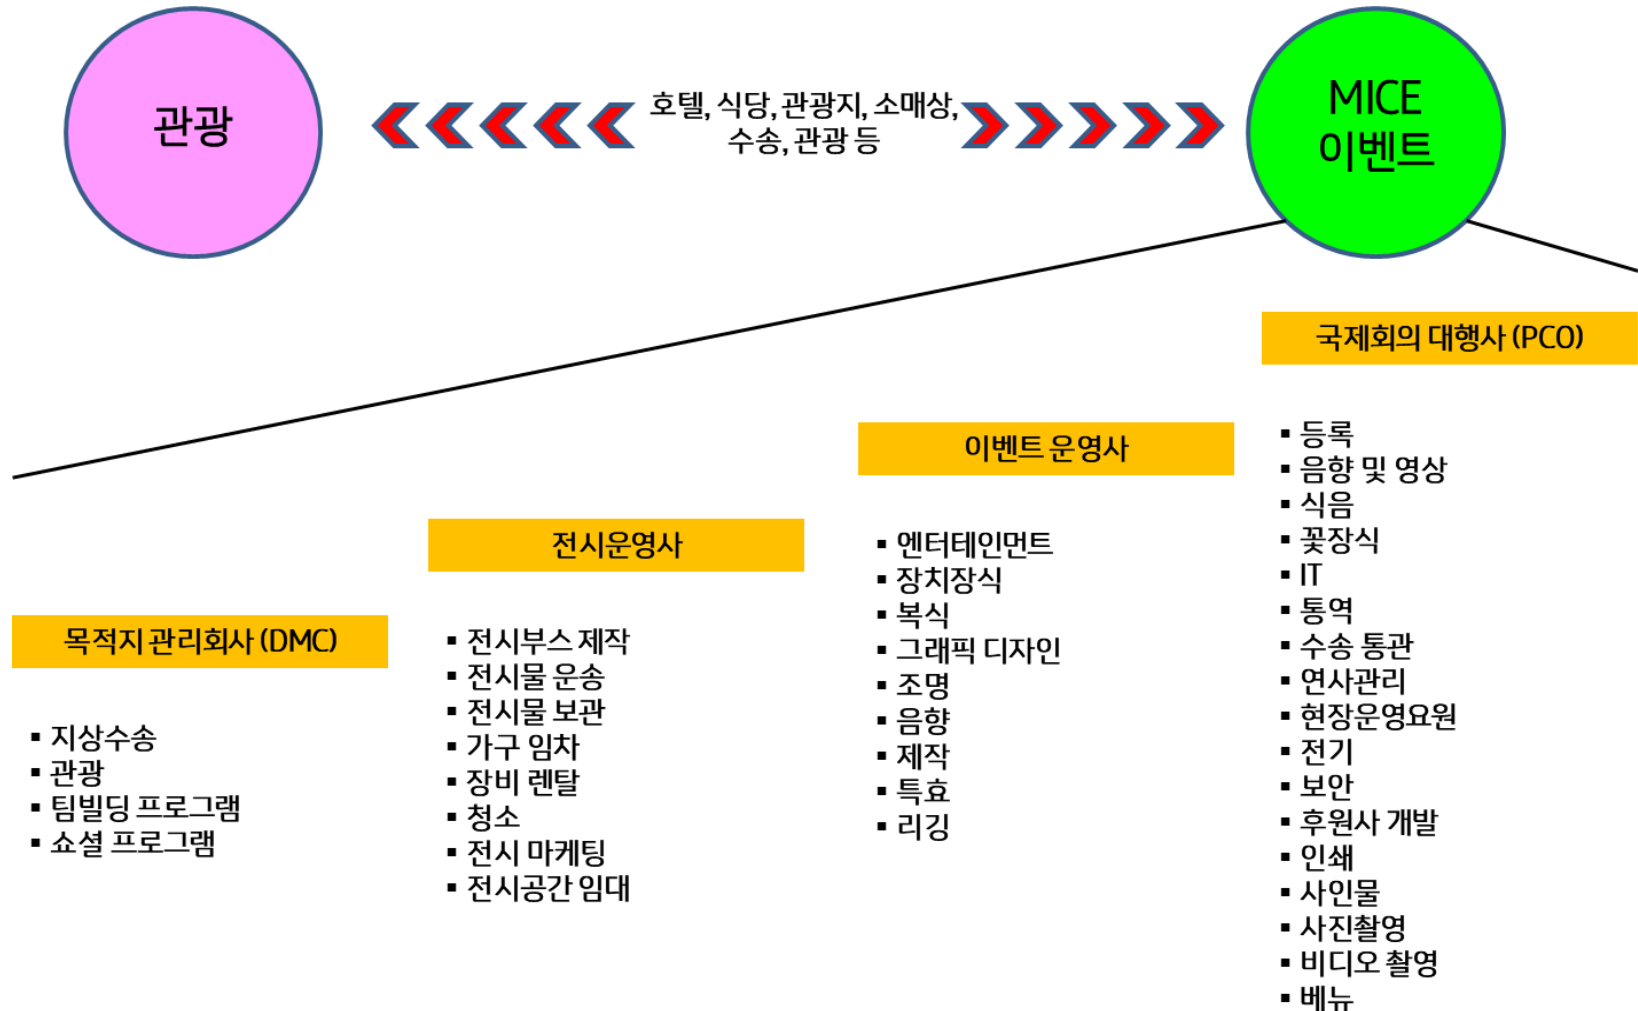 관광
호텔, 식당, 관광지, 소매상,
수송, 관광 등
MICE
이벤트
목적지 관리회사 (DMC)
▪ 지상수송
▪ 관광
▪ 팀빌딩 프로그램
▪ 쇼셜 프로그램
전시운영사
▪ 전시부스 제작
▪ 전시물 운송
▪ 전시물 보관
▪ 가구 임차
▪ 장비 렌탈
▪ 청소
▪ 전시 마케팅
▪ 전시공간 임대
이벤트 운영사
▪ 엔터테인먼트
▪ 장치장식
▪ 복식
▪ 그래픽 디자인
▪ 조명
▪ 음향
▪ 제작
▪ 특효
▪ 리깅
국제회의 대행사 (PCO)
▪ 등록
▪ 음향 및 영상
▪ 식음
▪ 꽃장식
▪ IT
▪ 통역
▪ 수송 통관
▪ 연사관리
▪ 현장운영요원
▪ 전기
▪ 보안
▪ 후원사 개발
▪ 인쇄
▪ 사인물
▪ 사진촬영
▪ 비디오 촬영
▪ 베뉴